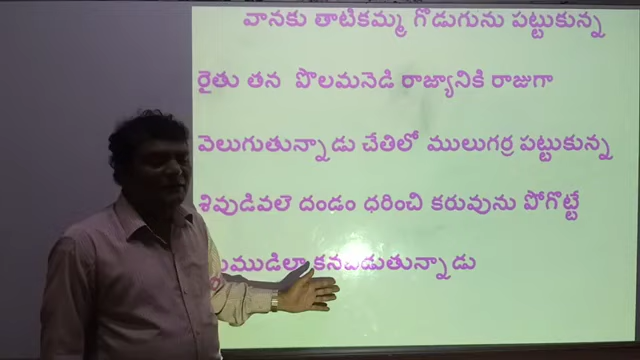 వానకు తాటికమ్మ గొడుగును పట్టుకున్న
రైతు తన పొలమనెడి రాజ్యానికి రాజుగా
వెలుగుతున్నాడు చేతిలో ములుగర్ర పట్టుకున్న
శివుడివలె దండం ధరించి కరువును పోగొట్టే
కనబడుతున్నాడు